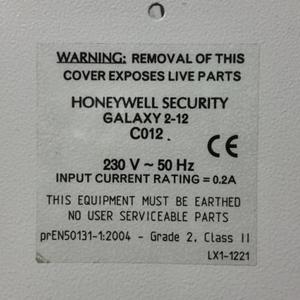 WARNING: REMOVAL OF THIS
COVER EXPOSES LIVE PARTS
HONEYWELL SECURITY
GALAXY 2-12
C012
CE
230 V ~ 50 Hz
INPUT CURRENT RATING = 0.2A
THIS EQUIPMENT MUST BE EARTHED
NO USER SERVICEABLE PARTS
prEN50131-1:2004 - Grade 2, Class II
LX1-1221